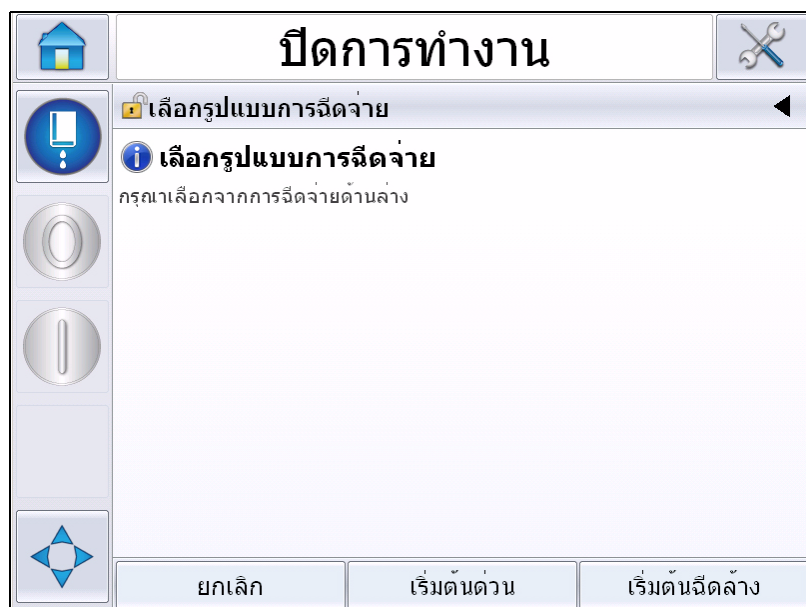 ปิดการทำงาน
เลือกรูปแบบการฉีดจ่าย
เลือกรูปแบบการฉีดจ่าย
กรุณาเลือกจากการฉีดจ่ายด้านล่าง
ยกเลิก
เริ่มต้นด่วน
เริ่มต้นฉีดล้าง